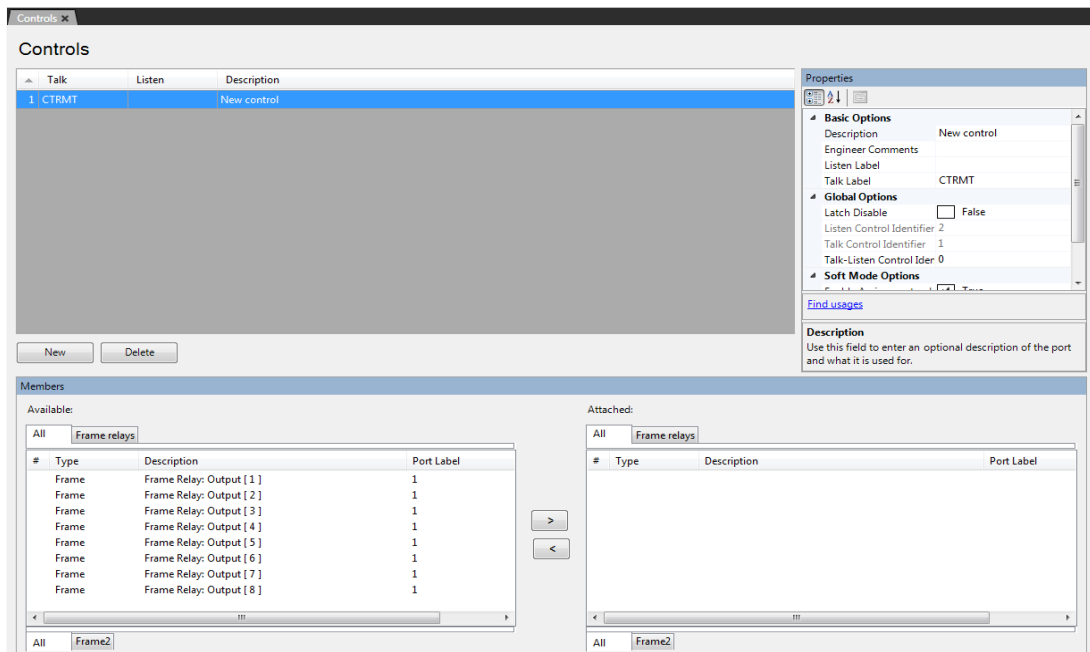 Controls
Controls
Talk Listen Description
1 CTRMT New control
New Delete
Properties
Basic Options
Description New control
Engineer Comments
Listen Label
Talk Label CTRMT
Global Options
Latch Disable False
Listen Control Identifier 2
Talk Control Identifier 1
Talk-Listen Control Iden 0
Soft Mode Options
True
Find usages
Description
Use this field to enter an optional description of the port
and what it is used for.
Members
Available:
All Frame relays
# Type Description Port Label
Frame Frame Relay: Output [ 1 ] 1
Frame Frame Relay: Output [ 2 ] 1
Frame Frame Relay: Output [ 3 ] 1
Frame Frame Relay: Output [ 4 ] 1
Frame Frame Relay: Output [ 5 ] 1
Frame Frame Relay: Output [ 6 ] 1
Frame Frame Relay: Output [ 7 ] 1
Frame Frame Relay: Output [ 8 ] 1
All Frame2
>
<
Attached:
All Frame relays
# Type Description Port Label
All Frame2